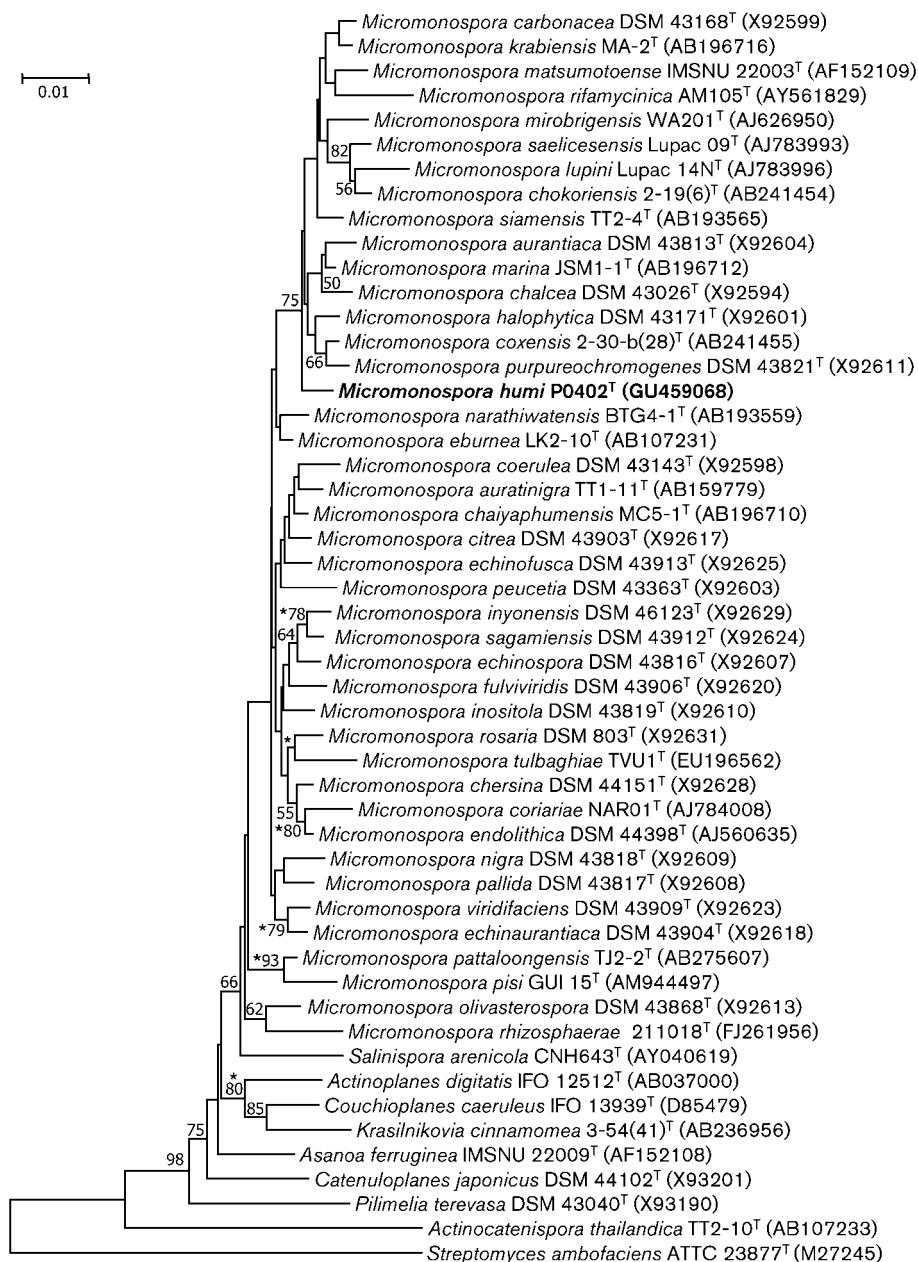 Micromonospora carbonacea DSM 43168ᵀ (X92599)
Micromonospora krabiensis MA-2ᵀ (AB196716)
Micromonospora matsumotoense IMSNU 22003ᵀ (AF152109)
0.01
Micromonospora rifamycinica AM105ᵀ (AY561829)
Micromonospora mirobrigensis WA201ᵀ (AJ626950)
82
Micromonospora saelicesensis Lupac 09ᵀ (AJ783993)
Micromonospora lupini Lupac 14Nᵀ (AJ783996)
56
Micromonospora chokoriensis 2-19(6)ᵀ (AB241454)
Micromonospora siamensis TT2-4ᵀ (AB193565)
Micromonospora aurantiaca DSM 43813ᵀ (X92604)
Micromonospora marina JSM1-1ᵀ (AB196712)
50
Micromonospora chalcea DSM 43026ᵀ (X92594)
75
Micromonospora halophytica DSM 43171ᵀ (X92601)
Micromonospora coxensis 2-30-b(28)ᵀ (AB241455)
66
Micromonospora purpureochromogenes DSM 43821ᵀ (X92611)
Micromonospora humi P0402ᵀ (GU459068)
Micromonospora narathiwatensis BTG4-1ᵀ (AB193559)
Micromonospora eburnea LK2-10ᵀ (AB107231)
Micromonospora coerulea DSM 43143ᵀ (X92598)
Micromonospora auratinigra TT1-11ᵀ (AB159779)
Micromonospora chaiyaphumensis MC5-1ᵀ (AB196710)
Micromonospora citrea DSM 43903ᵀ (X92617)
Micromonospora echinofusca DSM 43913ᵀ (X92625)
Micromonospora peucetia DSM 43363ᵀ (X92603)
*78
Micromonospora inyonensis DSM 46123ᵀ (X92629)
64
Micromonospora sagamiensis DSM 43912ᵀ (X92624)
Micromonospora echinospora DSM 43816ᵀ (X92607)
Micromonospora fulviviridis DSM 43906ᵀ (X92620)
Micromonospora inositola DSM 43819ᵀ (X92610)
*
Micromonospora rosaria DSM 803ᵀ (X92631)
Micromonospora tulbaghiae TVU1ᵀ (EU196562)
Micromonospora chersina DSM 44151ᵀ (X92628)
55
Micromonospora coriariae NAR01ᵀ (AJ784008)
*80
Micromonospora endolithica DSM 44398ᵀ (AJ560635)
Micromonospora nigra DSM 43818ᵀ (X92609)
Micromonospora pallida DSM 43817ᵀ (X92608)
Micromonospora viridifaciens DSM 43909ᵀ (X92623)
*79
Micromonospora echinaurantiaca DSM 43904ᵀ (X92618)
*93
Micromonospora pattaloongensis TJ2-2ᵀ (AB275607)
Micromonospora pisi GUI 15ᵀ (AM944497)
66
62
Micromonospora olivasterospora DSM 43868ᵀ (X92613)
Micromonospora rhizosphaerae 211018ᵀ (FJ261956)
Salinispora arenicola CNH643ᵀ (AY040619)
*
80
Actinoplanes digitatis IFO 12512ᵀ (AB037000)
85
Couchioplanes caeruleus IFO 13939ᵀ (D85479)
Krasilnikovia cinnamomea 3-54(41)ᵀ (AB236956)
75
Asanoa ferruginea IMSNU 22009ᵀ (AF152108)
98
Catenuloplanes japonicus DSM 44102ᵀ (X93201)
Pilimelia terevasa DSM 43040ᵀ (X93190)
Actinocatenispora thailandica TT2-10ᵀ (AB107233)
Streptomyces ambofaciens ATTC 23877ᵀ (M27245)